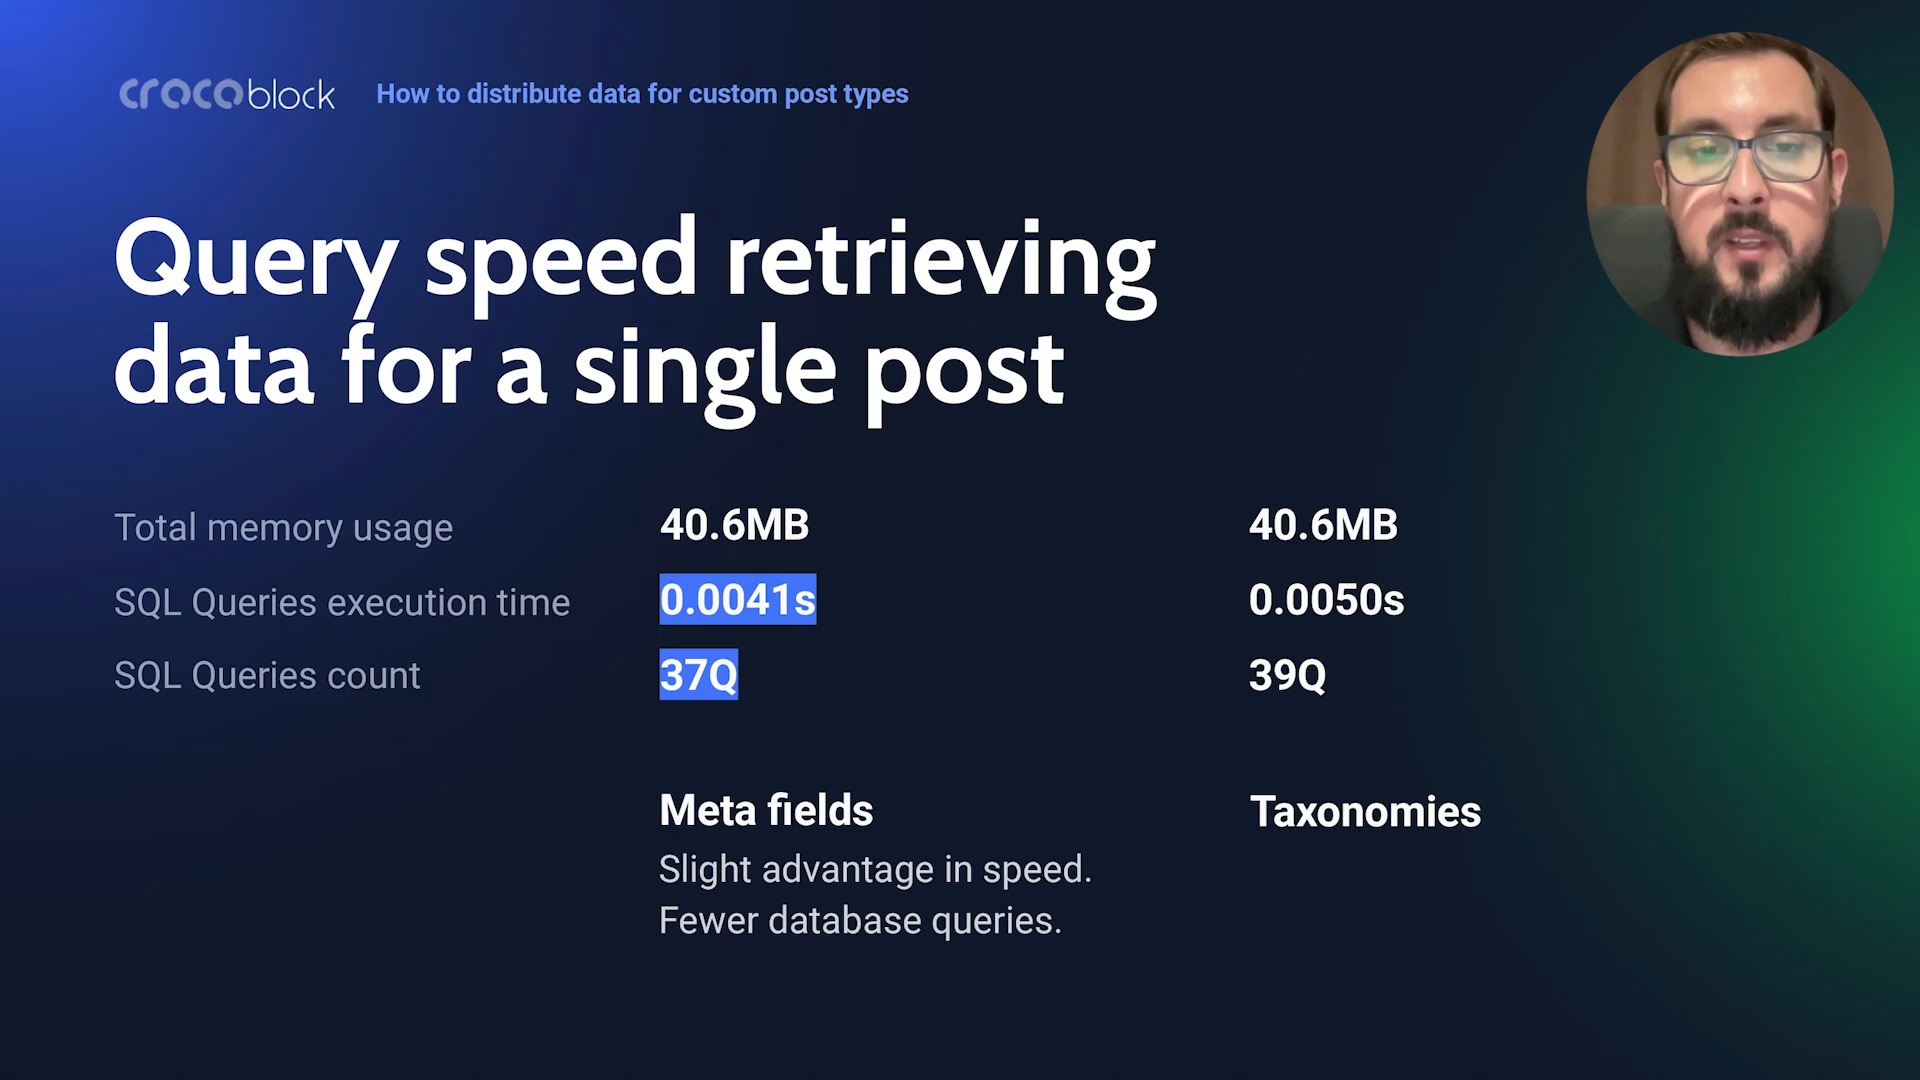 crocoblock How to distribute data for custom post types
Query speed retrieving
data for a single post
Total memory usage 40.6MB 40.6MB
SQL Queries execution time 0.0041s 0.0050s
SQL Queries count 37Q 39Q
Meta fields Taxonomies
Slight advantage in speed.
Fewer database queries.